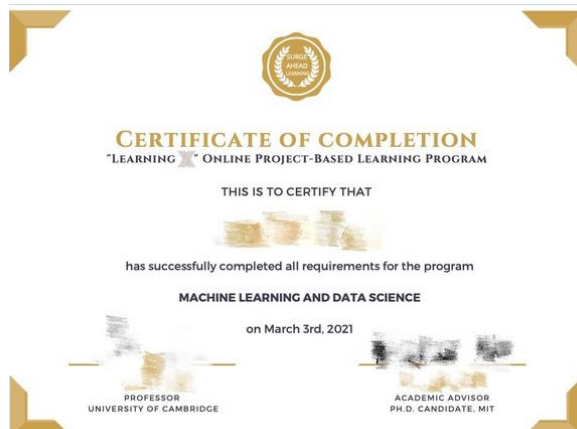 SURGE
AHEAD
LEARNING
CERTIFICATE OF COMPLETION
"LEARNING X" ONLINE PROJECT-BASED LEARNING PROGRAM
THIS IS TO CERTIFY THAT
has successfully completed all requirements for the program
MACHINE LEARNING AND DATA SCIENCE
on March 3rd, 2021
PROFESSOR
UNIVERSITY OF CAMBRIDGE
ACADEMIC ADVISOR
PH.D. CANDIDATE, MIT